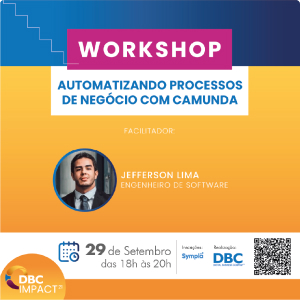 WORKSHOP
AUTOMATIZANDO PROCESSOS
DE NEGÓCIO COM CAMUNDA
FACILITADOR:
JEFFERSON LIMA
ENGENHEIRO DE SOFTWARE
29 de Setembro
das 18h às 20h
Inscrições:
Sympla
Realização:
DBC
DBC
IMPACT